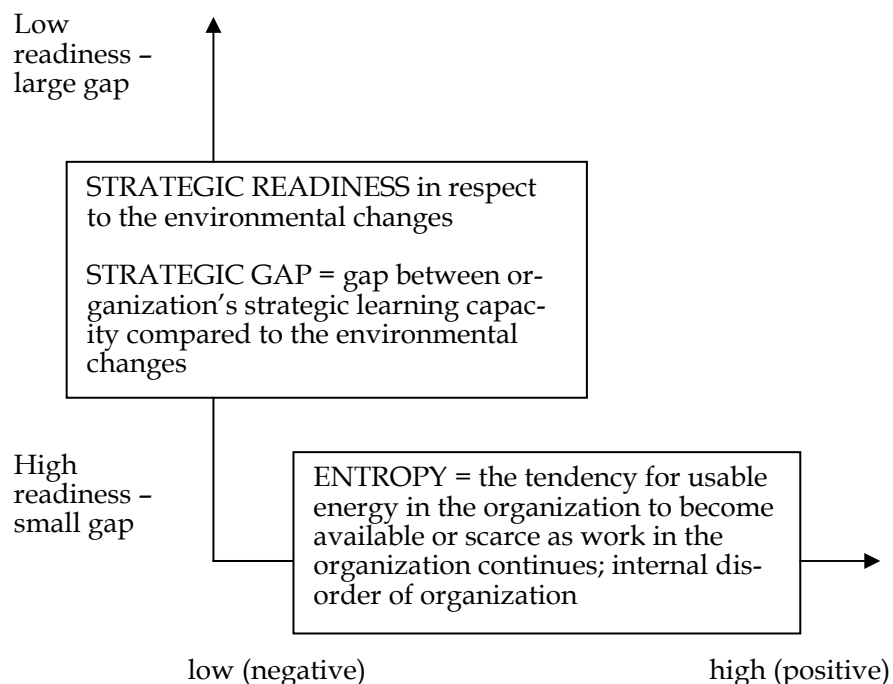 Low
readiness –
large gap
STRATEGIC READINESS in respect
to the environmental changes
STRATEGIC GAP = gap between or-
ganization's strategic learning capac-
ity compared to the environmental
changes
High
readiness –
small gap
ENTROPY = the tendency for usable
energy in the organization to become
available or scarce as work in the
organization continues; internal dis-
order of organization
low (negative)
high (positive)